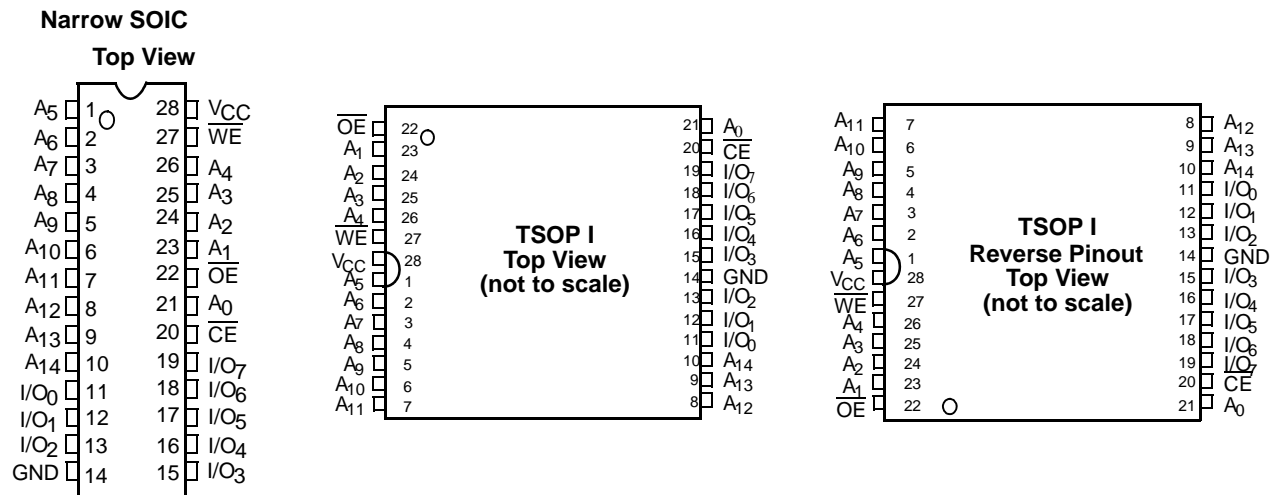 Narrow SOIC
Top View
A5 1 28 VCC
A6 2 27 WE
A7 3 26 A4
A8 4 25 A3
A9 5 24 A2
A10 6 23 A1
A11 7 22 OE
A12 8 21 A0
A13 9 20 CE
A14 10 19 I/O7
I/O0 11 18 I/O6
I/O1 12 17 I/O5
I/O2 13 16 I/O4
GND 14 15 I/O3
OE 22 21 A0
A1 23 20 CE
A2 24 19 I/O7
A3 25 18 I/O6
A4 26 17 I/O5
WE 27 16 I/O4
VCC 28 15 I/O3
A5 1 14 GND
A6 2 13 I/O2
A7 3 12 I/O1
A8 4 11 I/O0
A9 5 10 A14
A10 6 9 A13
A11 7 8 A12
TSOP I
Top View
(not to scale)
A11 7 8 A12
A10 6 9 A13
A9 5 10 A14
A8 4 11 I/O0
A7 3 12 I/O1
A6 2 13 I/O2
A5 1 14 GND
VCC 28 15 I/O3
WE 27 16 I/O4
A4 26 17 I/O5
A3 25 18 I/O6
A2 24 19 I/O7
A1 23 20 CE
OE 22 21 A0
TSOP I
Reverse Pinout
Top View
(not to scale)